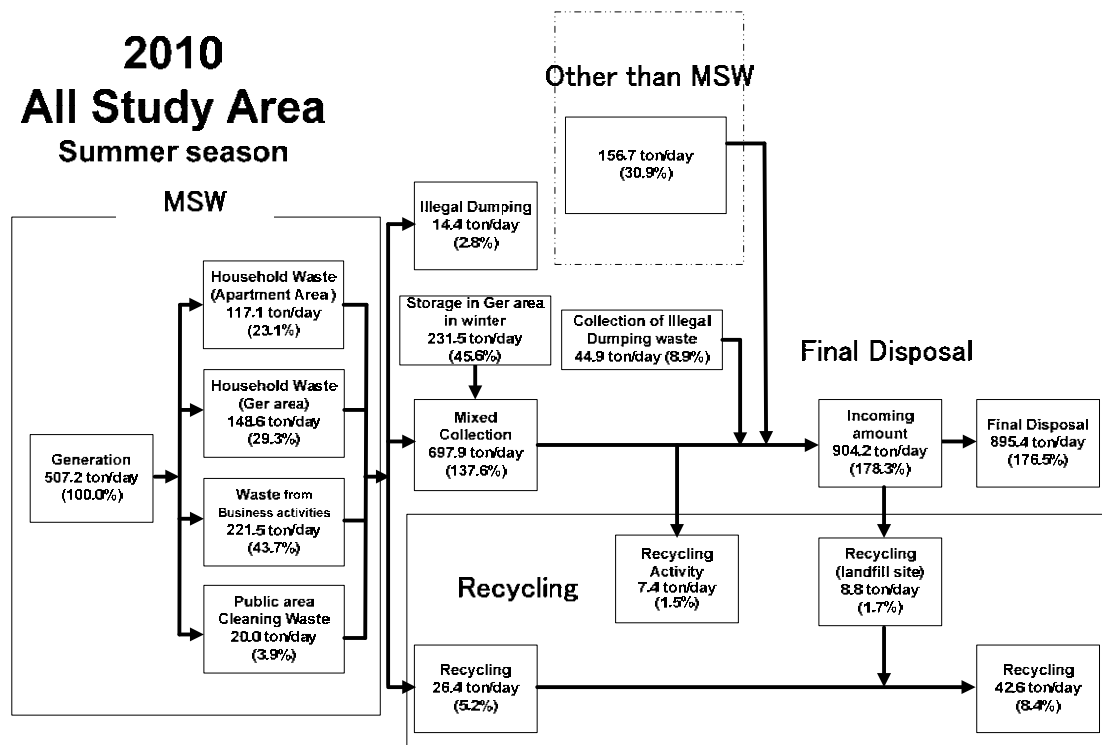 2010
All Study Area
Summer season
MSW
Other than MSW
156.7 ton/day
(30.9%)
Illegal Dumping
14.4 ton/day
(2.8%)
Household Waste
(Apartment Area )
117.1 ton/day
(23.1%)
Storage in Ger area
in winter
231.5 ton/day
(45.6%)
Collection of Illegal
Dumping waste
44.9 ton/day (8.9%)
Final Disposal
Household Waste
(Ger area)
148.6 ton/day
(29.3%)
Mixed
Collection
697.9 ton/day
(137.6%)
Incoming
amount
904.2 ton/day
(178.3%)
Final Disposal
895.4 ton/day
(176.5%)
Generation
507.2 ton/day
(100.0%)
Waste from
Business activities
221.5 ton/day
(43.7%)
Recycling
Recycling
Activity
7.4 ton/day
(1.5%)
Recycling
(landfill site)
8.8 ton/day
(1.7%)
Public area
Cleaning Waste
20.0 ton/day
(3.9%)
Recycling
26.4 ton/day
(5.2%)
Recycling
42.6 ton/day
(8.4%)